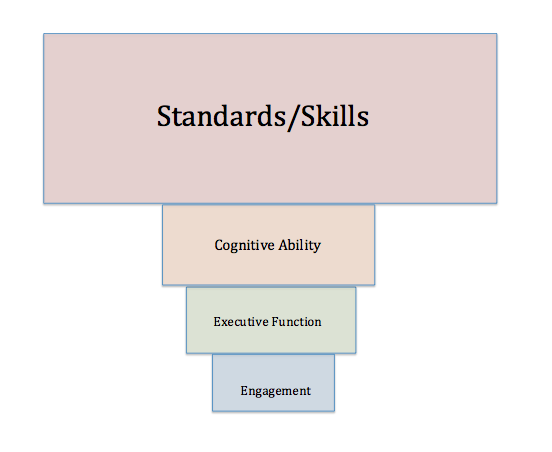 Standards/Skills
Cognitive Ability
Executive Function
Engagement